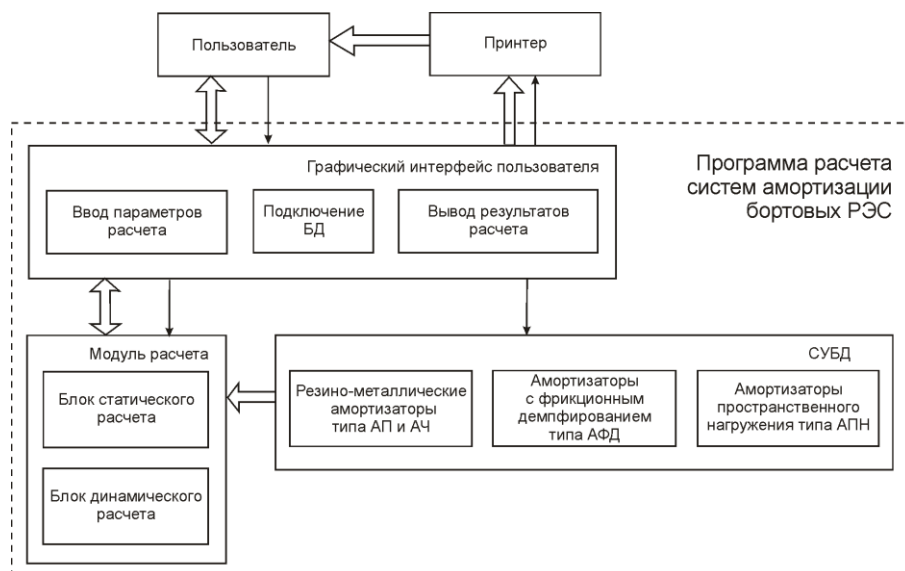 Пользователь
Принтер
Графический интерфейс пользователя
Программа расчета
систем амортизации
бортовых РЭС
Ввод параметров
расчета
Подключение
БД
Вывод результатов
расчета
Модуль расчета
Блок статического
расчета
Блок динамического
расчета
СУБД
Резино-металлические
амортизаторы
типа АП и АЧ
Амортизаторы
с фрикционным
демпфированием
типа АФД
Амортизаторы
пространственного
нагружения типа АПН